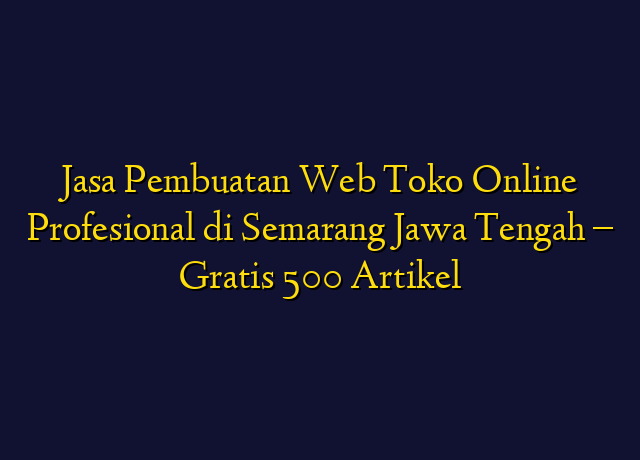 Jasa Pembuatan Web Toko Online
Profesional di Semarang Jawa Tengah –
Gratis 500 Artikel